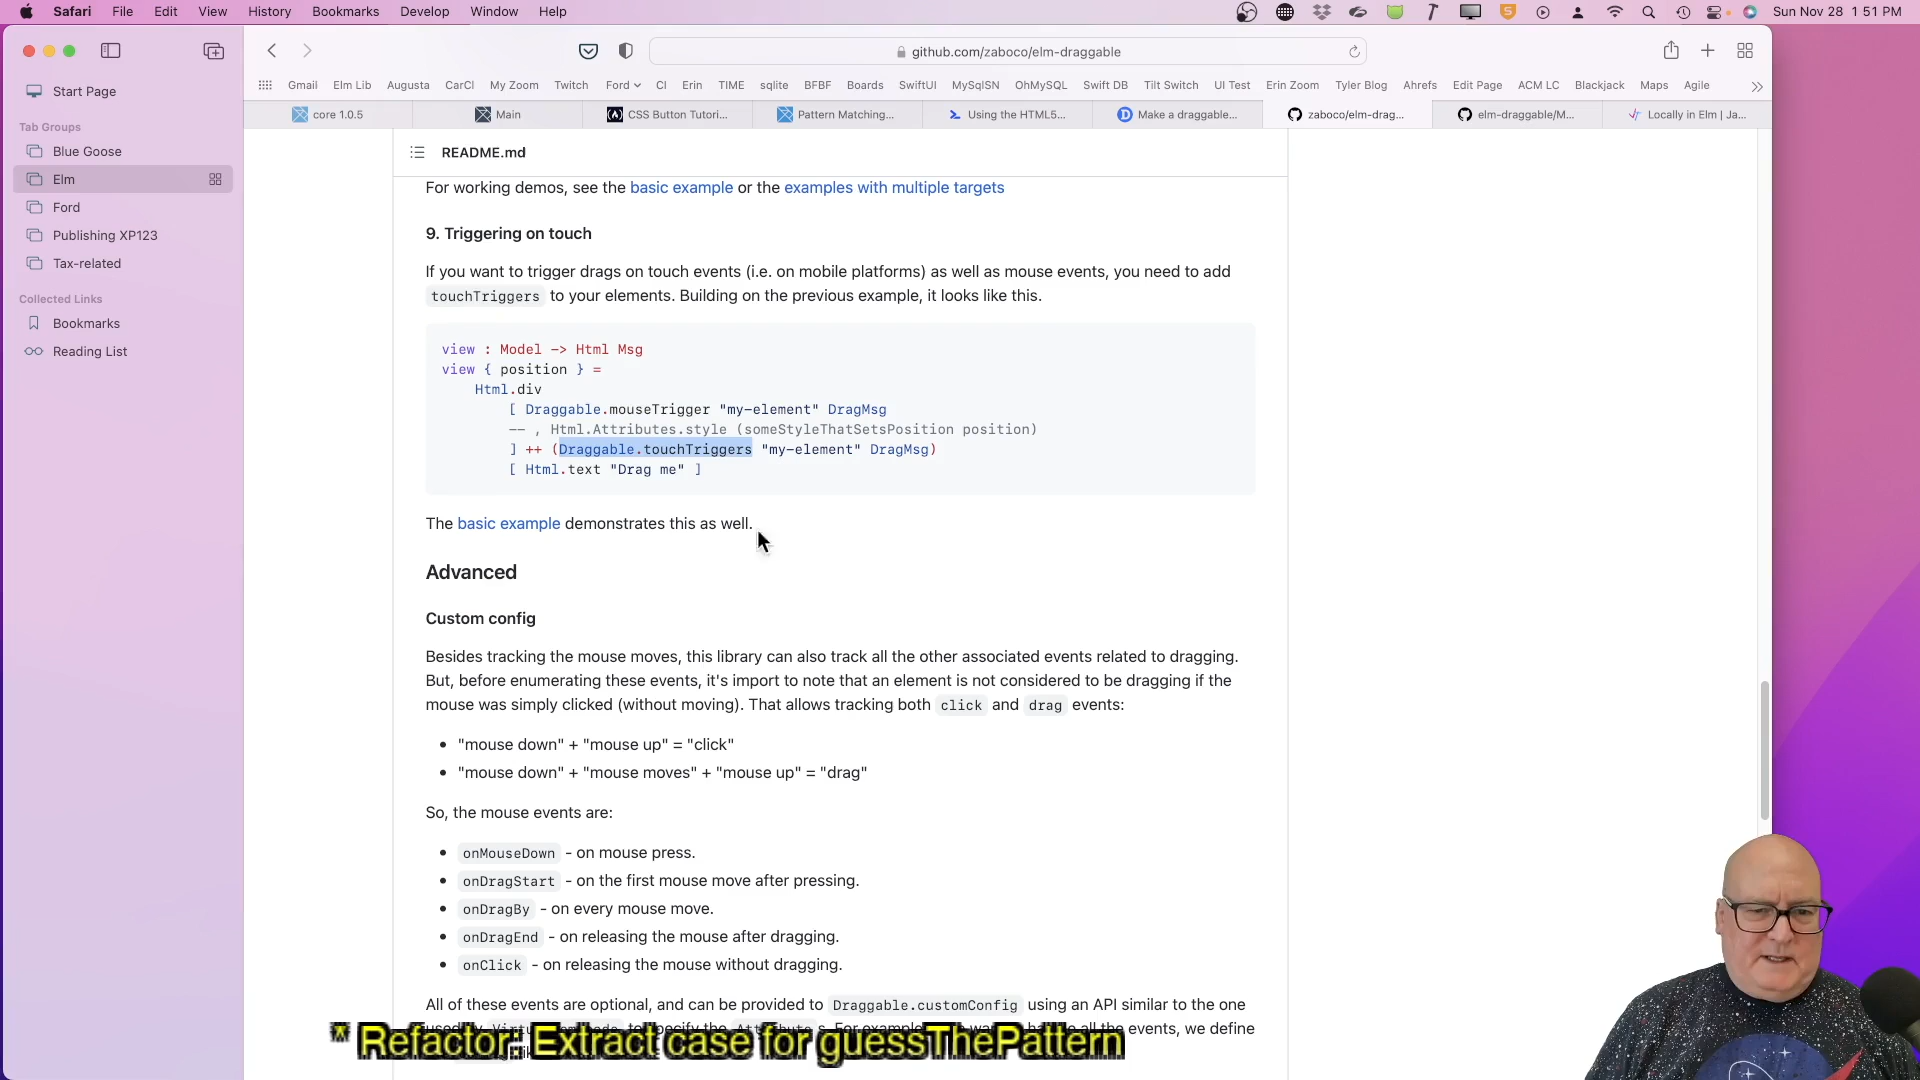 Safari File Edit View History Bookmarks Develop Window Help
Sun Nov 28 1 51 PM
github.com/zaboco/elm-draggable
Start Page
Tab Groups
Blue Goose
Elm
Ford
Publishing XP123
Tax-related
Collected Links
Bookmarks
Reading List
Gmail Elm Lib Augusta CarCl My Zoom Twitch Ford CI Erin TIME sqlite BFBF Boards SwiftUI MySqlSN OhMySQL Swift DB Tilt Switch UI Test Erin Zoom Tyler Blog Ahrefs Edit Page ACM LC Blackjack Maps Agile
core 1.0.5 Main CSS Button Tutori... Pattern Matching... Using the HTML5... Make a draggable... zaboco/elm-drag... elm-draggable/M... Locally in Elm | Ja...
README.md
For working demos, see the basic example or the examples with multiple targets
9. Triggering on touch
If you want to trigger drags on touch events (i.e. on mobile platforms) as well as mouse events, you need to add
touchTriggers to your elements. Building on the previous example, it looks like this.
view : Model -> Html Msg
view { position } =
Html.div
[ Draggable.mouseTrigger "my-element" DragMsg
-- , Html.Attributes.style (someStyleThatSetsPosition position)
] ++ (Draggable.touchTriggers "my-element" DragMsg)
[ Html.text "Drag me" ]
The basic example demonstrates this as well.
Advanced
Custom config
Besides tracking the mouse moves, this library can also track all the other associated events related to dragging.
But, before enumerating these events, it's import to note that an element is not considered to be dragging if the
mouse was simply clicked (without moving). That allows tracking both click and drag events:
• "mouse down" + "mouse up" = "click"
• "mouse down" + "mouse moves" + "mouse up" = "drag"
So, the mouse events are:
• onMouseDown - on mouse press.
• onDragStart - on the first mouse move after pressing.
• onDragBy - on every mouse move.
• onDragEnd - on releasing the mouse after dragging.
• onClick - on releasing the mouse without dragging.
All of these events are optional, and can be provided to Draggable.customConfig using an API similar to the one
all the events, we define
* Refactor: Extract case for guessThePattern